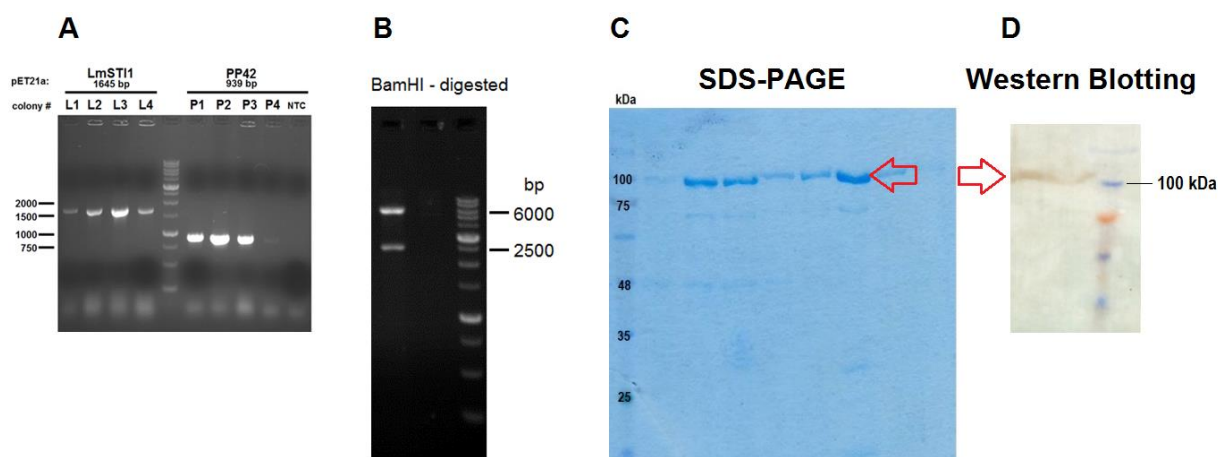 A
pET21a:
LmSTI1
1645 bp
PP42
939 bp
colony #
L1 L2 L3 L4 P1 P2 P3 P4 NTC
2000
1500
1000
750
B
BamHI - digested
bp
6000
2500
C
SDS-PAGE
kDa
100
75
48
35
25
D
Western Blotting
100 kDa